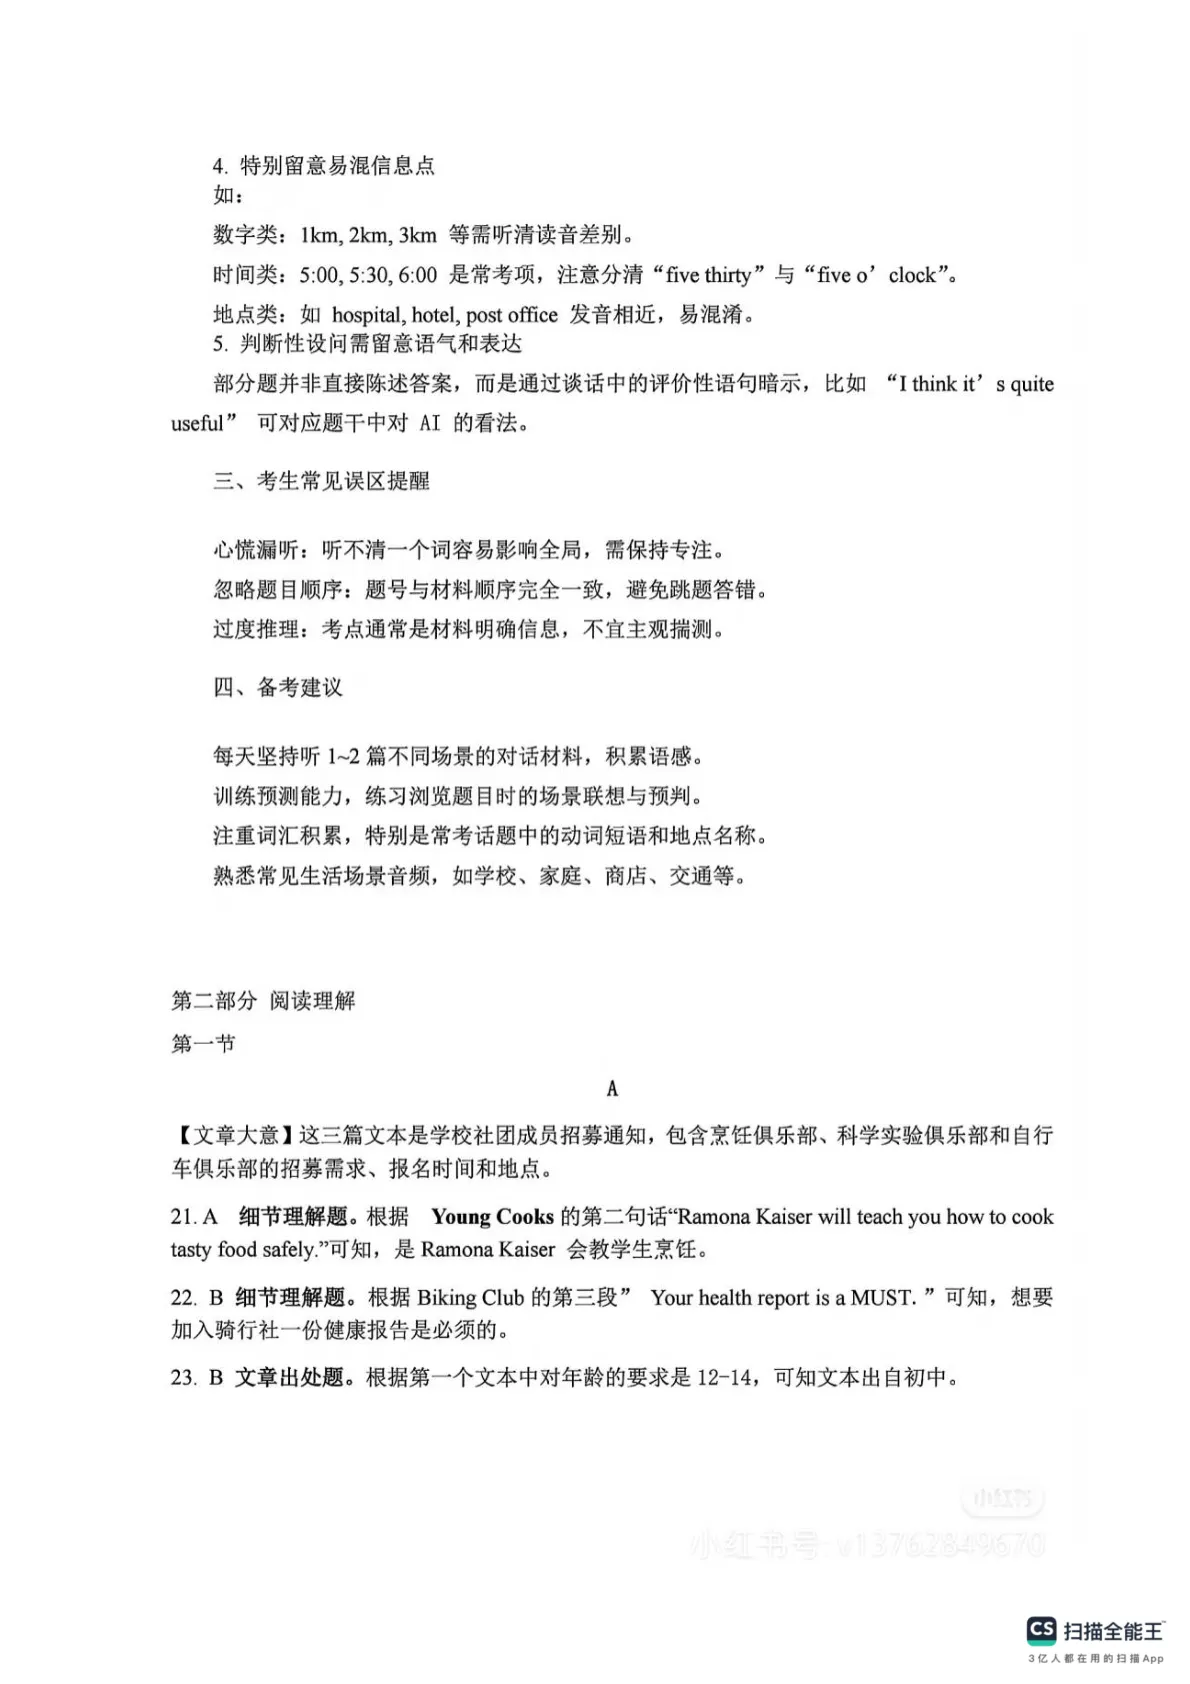 4. 特别留意易混信息点
如：
数字类：1km, 2km, 3km 等需听清读音差别。
时间类：5:00, 5:30, 6:00 是常考项，注意分清“five thirty”与“five o’clock”。
地点类：如 hospital, hotel, post office 发音相近，易混淆。
5. 判断性设问需留意语气和表达
部分题并非直接陈述答案，而是通过谈话中的评价性语句暗示，比如 “I think it’s quite
useful” 可对应题干中对 AI 的看法。
三、考生常见误区提醒
心慌漏听：听不清一个词容易影响全局，需保持专注。
忽略题目顺序：题号与材料顺序完全一致，避免跳题答错。
过度推理：考点通常是材料明确信息，不宜主观揣测。
四、备考建议
每天坚持听 1~2 篇不同场景的对话材料，积累语感。
训练预测能力，练习浏览题目时的场景联想与预判。
注重词汇积累，特别是常考话题中的动词短语和地点名称。
熟悉常见生活场景音频，如学校、家庭、商店、交通等。
第二部分 阅读理解
第一节
A
【文章大意】这三篇文本是学校社团成员招募通知，包含烹饪俱乐部、科学实验俱乐部和自行
车俱乐部的招募需求、报名时间和地点。
21. A 细节理解题。根据 Young Cooks 的第二句话“Ramona Kaiser will teach you how to cook
tasty food safely.”可知，是 Ramona Kaiser 会教学生烹饪。
22. B 细节理解题。根据 Biking Club 的第三段” Your health report is a MUST. ”可知，想要
加入骑行社一份健康报告是必须的。
23. B 文章出处题。根据第一个文本中对年龄的要求是 12-14，可知文本出自初中。
小红书
小红书号:v13762849670
CS 扫描全能王™
3亿人都在用的扫描App